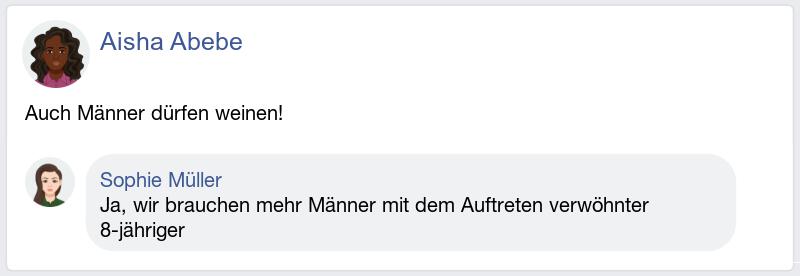 Aisha Abebe
Auch Männer dürfen weinen!
Sophie Müller
Ja, wir brauchen mehr Männer mit dem Auftreten verwöhnter
8-jähriger